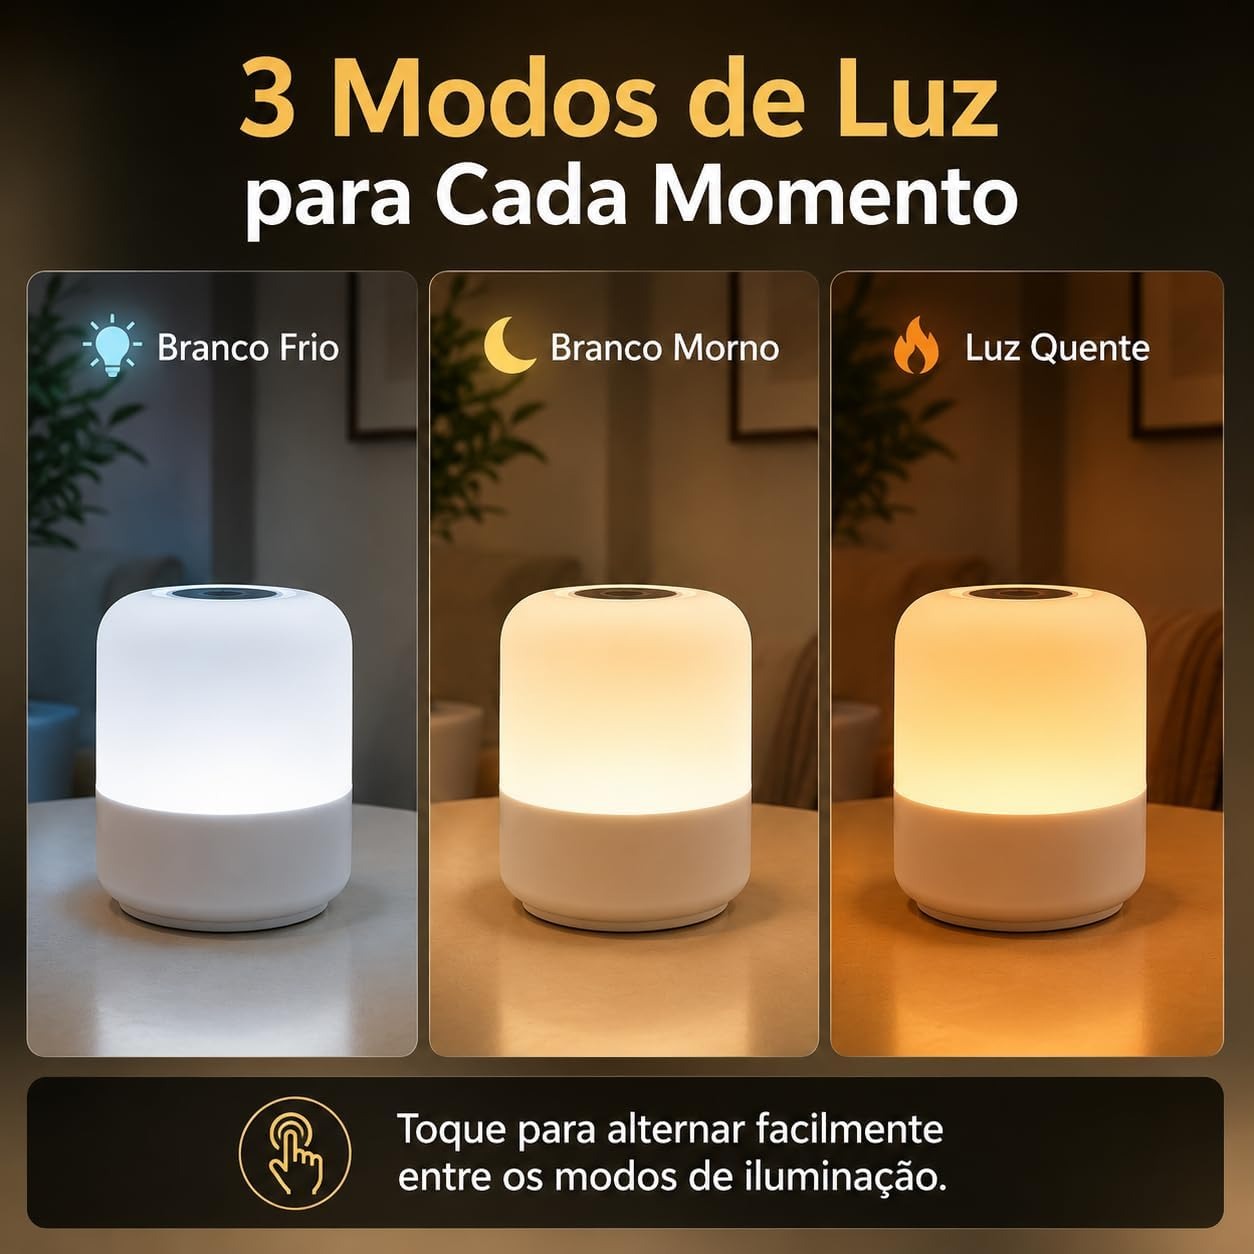 3 Modos de Luz
para Cada Momento
Branco Frio
Branco Morno
Luz Quente
Toque para alternar facilmente
entre os modos de iluminação.